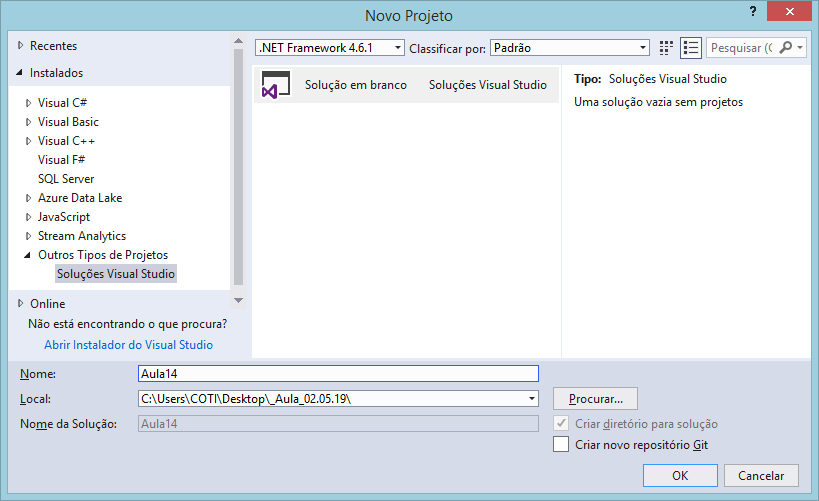 Novo Projeto
?
Recentes
.NET Framework 4.6.1
Classificar por:
Padrão
Pesquisar (C
Instalados
Visual C#
Visual Basic
Visual C++
Visual F#
SQL Server
Azure Data Lake
JavaScript
Stream Analytics
Outros Tipos de Projetos
Soluções Visual Studio
Online
Não está encontrando o que procura?
Abrir Instalador do Visual Studio
Solução em branco Soluções Visual Studio
Tipo: Soluções Visual Studio
Uma solução vazia sem projetos
Nome: Aula14
Local: C:\Users\COTI\Desktop\_Aula_02.05.19\ Procurar...
Nome da Solução: Aula14
Criar diretório para solução
Criar novo repositório Git
OK Cancelar